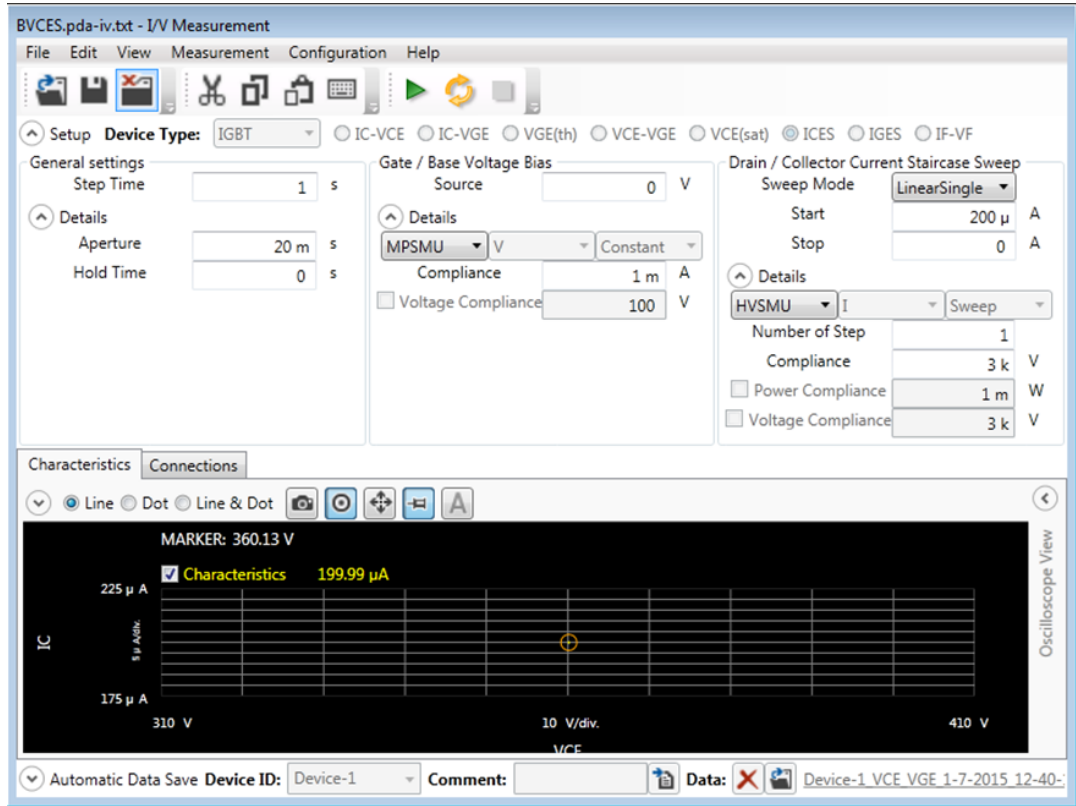 BVCES.pda-iv.txt - I/V Measurement
File Edit View Measurement Configuration Help
Setup Device Type: IGBT IC-VCE IC-VGE VGE(th) VCE-VGE VCE(sat) ICES IGES IF-VF
General settings
Step Time 1 s
Details
Aperture 20 m s
Hold Time 0 s
Gate / Base Voltage Bias
Source 0 V
Details
MPSMU V Constant
Compliance 1 m A
Voltage Compliance 100 V
Drain / Collector Current Staircase Sweep
Sweep Mode LinearSingle
Start 200 µ A
Stop 0 A
Details
HVSMU I Sweep
Number of Step 1
Compliance 3 k V
Power Compliance 1 m W
Voltage Compliance 3 k V
Characteristics Connections
Line Dot Line & Dot A
MARKER: 360.13 V
Characteristics 199.99 µA
225 µ A
IC
5 µ A/div.
175 µ A
310 V 10 V/div. 410 V
VCE
Oscilloscope View
Automatic Data Save Device ID: Device-1 Comment: Data: Device-1_VCE_VGE_1-7-2015_12-40-